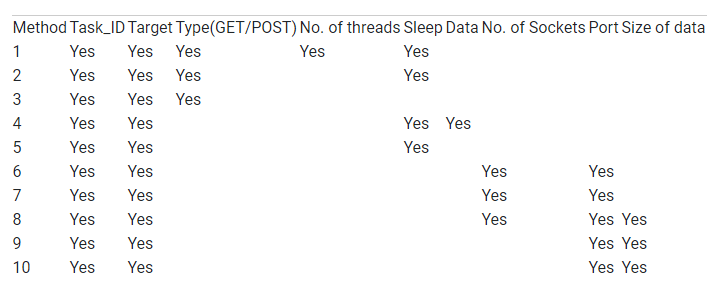 Method Task_ID Target Type(GET/POST) No. of threads Sleep Data No. of Sockets Port Size of data
1 Yes Yes Yes Yes Yes
2 Yes Yes Yes Yes
3 Yes Yes Yes
4 Yes Yes Yes Yes
5 Yes Yes Yes
6 Yes Yes Yes Yes
7 Yes Yes Yes Yes
8 Yes Yes Yes Yes Yes
9 Yes Yes Yes Yes
10 Yes Yes Yes Yes